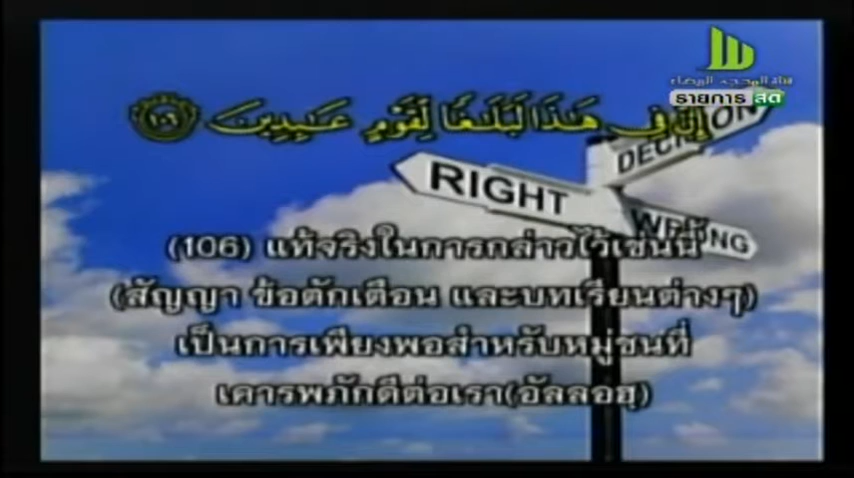 قناة المحجة البيضاء
รายการ สด
إِنَّ فِي هَٰذَا لَبَلَاغًا لِّقَوْمٍ عَابِدِينَ ١٠٦
DECISION
RIGHT
WRONG
(106) แท้จริงในการกล่าวไว้เช่นนี้
(สัญญา ข้อตักเตือน และบทเรียนต่างๆ)
เป็นการเพียงพอสำหรับหมู่ชนที่
เคารพภักดีต่อเรา(อัลลอฮฺ)